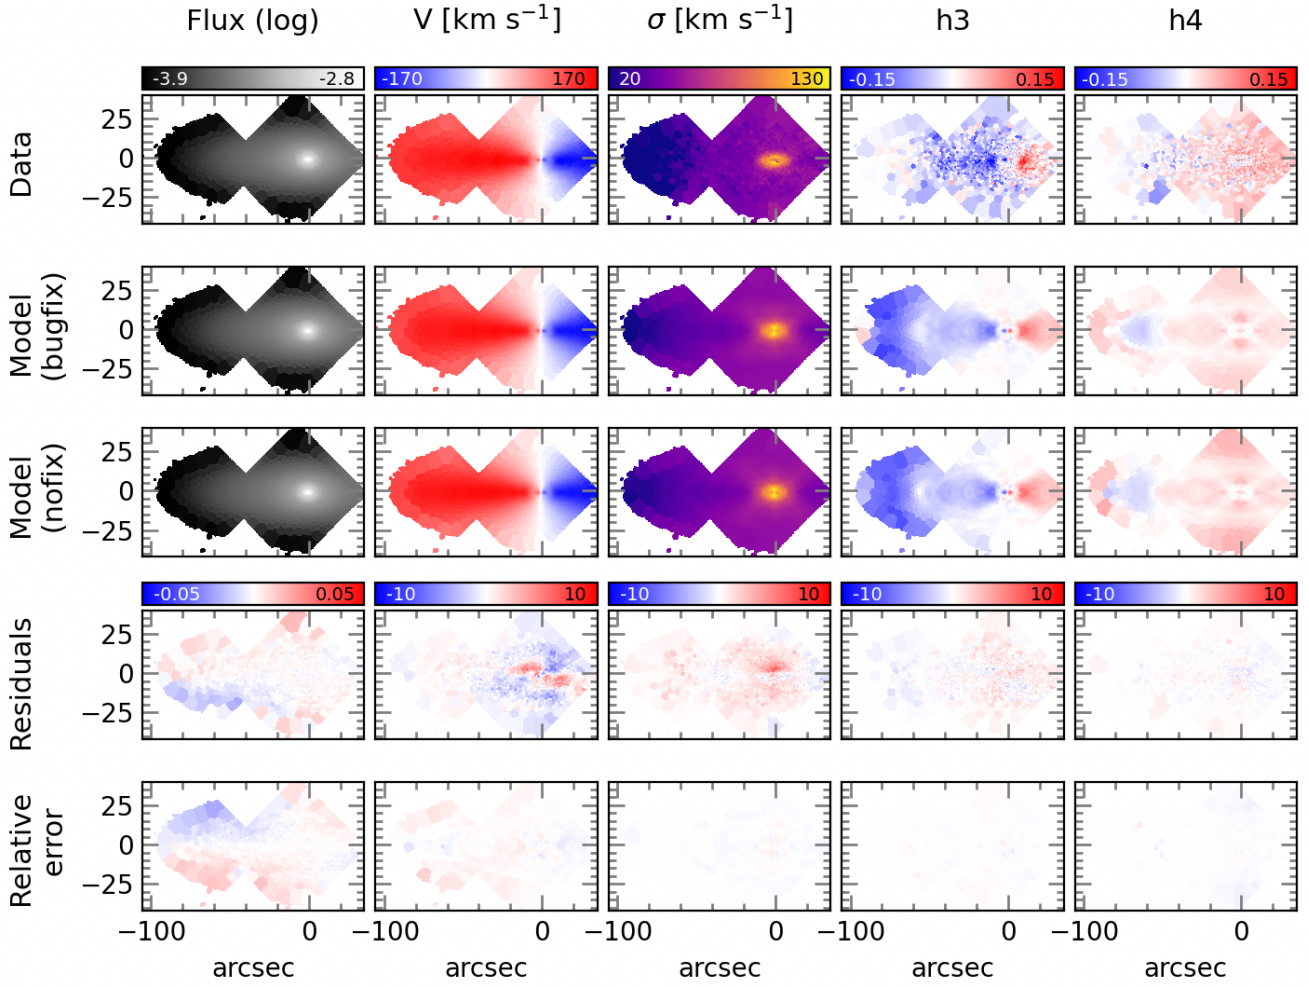 Flux (log) V [km s⁻¹] σ [km s⁻¹] h3 h4
-3.9 -2.8 -170 170 20 130 -0.15 0.15 -0.15 0.15
Data
25
0
−25
Model
(bugfix)
25
0
−25
Model
(nofix)
25
0
−25
-0.05 0.05 -10 10 -10 10 -10 10 -10 10
Residuals
25
0
−25
Relative
error
25
0
−25
−100 0 −100 0 −100 0 −100 0 −100 0
arcsec arcsec arcsec arcsec arcsec